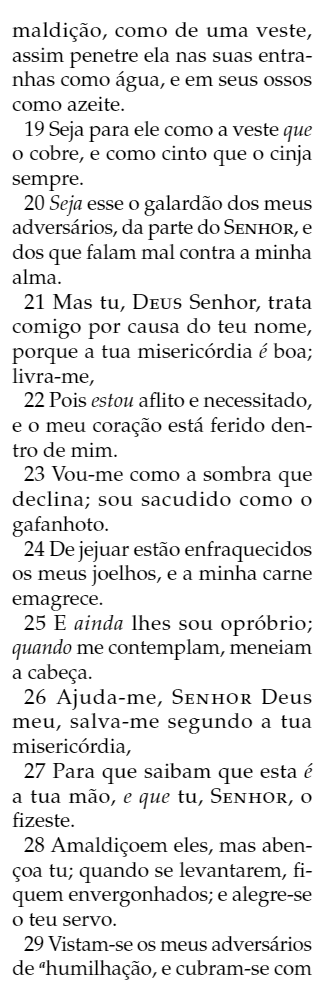 maldição, como de uma veste,
assim penetre ela nas suas entra-
nhas como água, e em seus ossos
como azeite.
19 Seja para ele como a veste que
o cobre, e como cinto que o cinja
sempre.
20 Seja esse o galardão dos meus
adversários, da parte do SENHOR, e
dos que falam mal contra a minha
alma.
21 Mas tu, DEUS Senhor, trata
comigo por causa do teu nome,
porque a tua misericórdia é boa;
livra-me,
22 Pois estou aflito e necessitado,
e o meu coração está ferido den-
tro de mim.
23 Vou-me como a sombra que
declina; sou sacudido como o
gafanhoto.
24 De jejuar estão enfraquecidos
os meus joelhos, e a minha carne
emagrece.
25 E ainda lhes sou opróbrio;
quando me contemplam, meneiam
a cabeça.
26 Ajuda-me, SENHOR Deus
meu, salva-me segundo a tua
misericórdia,
27 Para que saibam que esta é
a tua mão, e que tu, SENHOR, o
fizeste.
28 Amaldiçoem eles, mas aben-
çoa tu; quando se levantarem, fi-
quem envergonhados; e alegre-se
o teu servo.
29 Vistam-se os meus adversários
de ᵃhumilhação, e cubram-se com